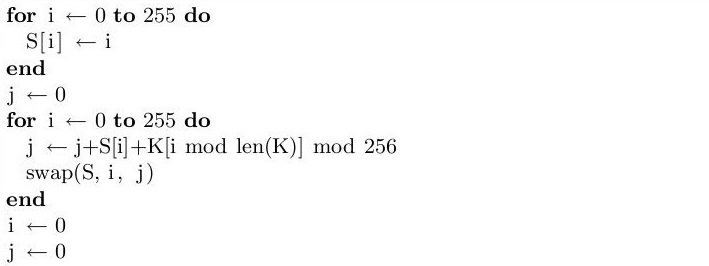 for i ← 0 to 255 do
S[i] ← i
end
j ← 0
for i ← 0 to 255 do
j ← j+S[i]+K[i mod len(K)] mod 256
swap(S, i, j)
end
i ← 0
j ← 0